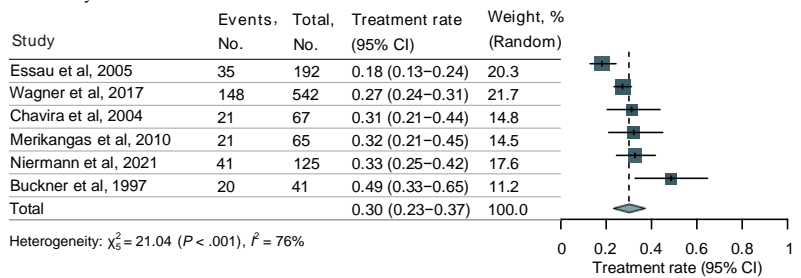 Study Events, No. Total, No. Treatment rate (95% CI) Weight, % (Random)
Essau et al, 2005 35 192 0.18 (0.13−0.24) 20.3
Wagner et al, 2017 148 542 0.27 (0.24−0.31) 21.7
Chavira et al, 2004 21 67 0.31 (0.21−0.44) 14.8
Merikangas et al, 2010 21 65 0.32 (0.21−0.45) 14.5
Niermann et al, 2021 41 125 0.33 (0.25−0.42) 17.6
Buckner et al, 1997 20 41 0.49 (0.33−0.65) 11.2
Total 0.30 (0.23−0.37) 100.0
Heterogeneity: χ²₅ = 21.04 (P < .001), I² = 76%
0 0.2 0.4 0.6 0.8 1
Treatment rate (95% CI)